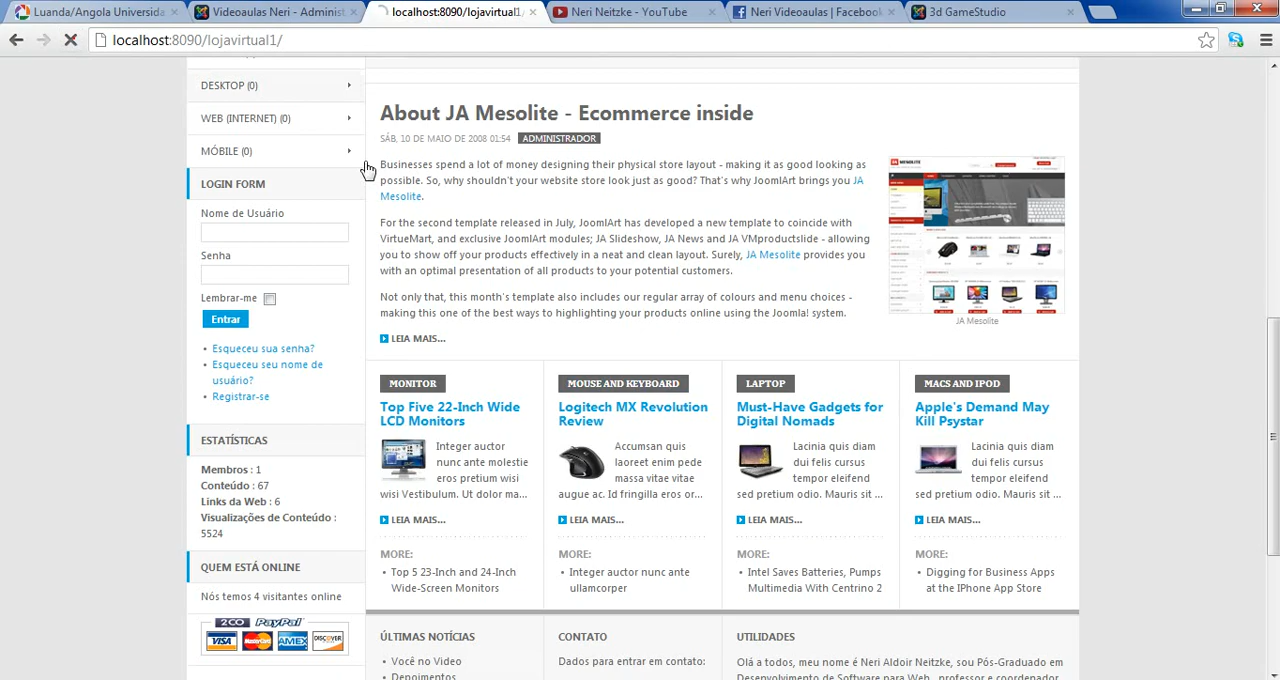 Luanda/Angola Universida
Videoaulas Neri - Administ
localhost:8090/lojavirtual1
Neri Neitzke - YouTube
Neri Videoaulas | Facebook
3d GameStudio
localhost:8090/lojavirtual1/
DESKTOP (0)
WEB (INTERNET) (0)
MÓBILE (0)
LOGIN FORM
Nome de Usuário
Senha
Lembrar-me
Entrar
• Esqueceu sua senha?
• Esqueceu seu nome de
usuário?
• Registrar-se
ESTATÍSTICAS
Membros : 1
Conteúdo : 67
Links da Web : 6
Visualizações de Conteúdo :
5524
QUEM ESTÁ ONLINE
Nós temos 4 visitantes online
2CO PayPal
VISA MasterCard AMEX DISCOVER
About JA Mesolite - Ecommerce inside
SÁB, 10 DE MAIO DE 2008 01:54 ADMINISTRADOR
Businesses spend a lot of money designing their physical store layout - making it as good looking as
possible. So, why shouldn't your website store look just as good? That's why JoomlArt brings you JA
Mesolite.
For the second template release in July, JoomlArt has developed a new template to coincide with
VirtueMart, and exclusive JoomlArt modules; JA Slideshow, JA News and JA VMproductslide - allowing
you to show off your products effectively in a neat and clean layout. Surely, JA Mesolite provides you
with an optimal presentation of all products to your potential customers.
Not only that, this month's template also includes our regular array of colours and menu choices -
making this one of the best ways to highlighting your products online using the Joomla! system.
LEIA MAIS...
JA Mesolite
MONITOR
Top Five 22-Inch Wide
LCD Monitors
Integer auctor
nunc ante molestie
eros pretium wisi
wisi Vestibulum. Ut dolor ma...
LEIA MAIS...
MORE:
• Top 5 23-Inch and 24-Inch
Wide-Screen Monitors
MOUSE AND KEYBOARD
Logitech MX Revolution
Review
Accumsan quis
laoreet enim pede
massa vitae vitae
augue ac. Id fringilla eros or...
LEIA MAIS...
MORE:
• Integer auctor nunc ante
ullamcorper
LAPTOP
Must-Have Gadgets for
Digital Nomads
Lacinia quis diam
dui felis cursus
tempor eleifend
sed pretium odio. Mauris sit ...
LEIA MAIS...
MORE:
• Intel Saves Batteries, Pumps
Multimedia With Centrino 2
MACS AND IPOD
Apple's Demand May
Kill Psystar
Lacinia quis diam
dui felis cursus
tempor eleifend
sed pretium odio. Mauris sit ...
LEIA MAIS...
MORE:
• Digging for Business Apps
at the IPhone App Store
ÚLTIMAS NOTÍCIAS
• Você no Video
• Depoimentos
CONTATO
Dados para entrar em contato:
UTILIDADES
Olá a todos, meu nome é Neri Aldoir Neitzke, sou Pós-Graduado em
Desenvolvimento de Software para Web , professor e coordenador